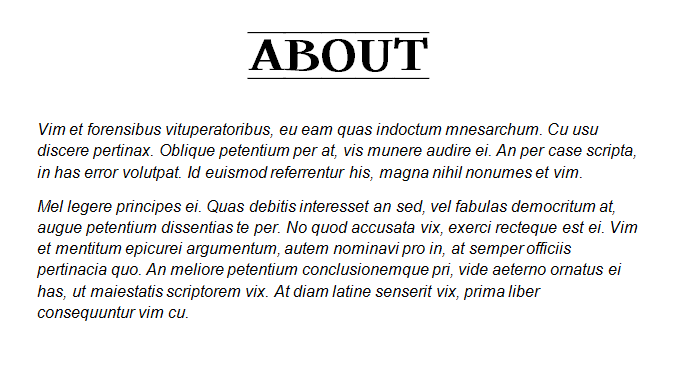 ABOUT
Vim et forensibus vituperatoribus, eu eam quas indoctum mnesarchum. Cu usu
discere pertinax. Oblique petentium per at, vis munere audire ei. An per case scripta,
in has error volutpat. Id euismod referrentur his, magna nihil nonumes et vim.
Mel legere principes ei. Quas debitis interesset an sed, vel fabulas democritum at,
augue petentium dissentias te per. No quod accusata vix, exerci recteque est ei. Vim
et mentitum epicurei argumentum, autem nominavi pro in, at semper officiis
pertinacia quo. An meliore petentium conclusionemque pri, vide aeterno ornatus ei
has, ut maiestatis scriptorem vix. At diam latine senserit vix, prima liber
consequuntur vim cu.